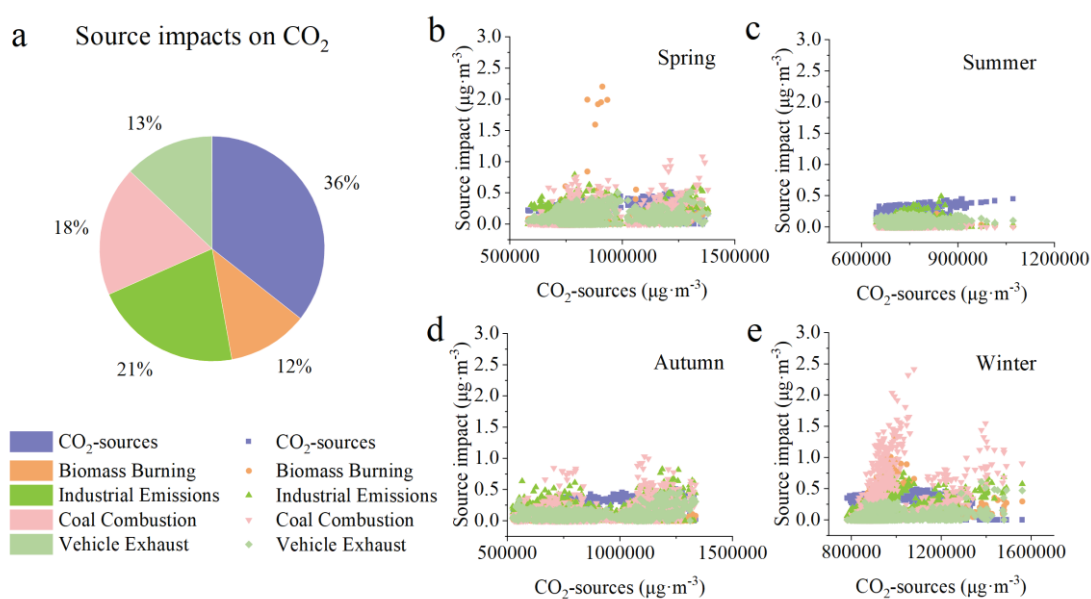 a
Source impacts on CO₂
13%
36%
18%
21%
12%
CO₂-sources
Biomass Burning
Industrial Emissions
Coal Combustion
Vehicle Exhaust
CO₂-sources
Biomass Burning
Industrial Emissions
Coal Combustion
Vehicle Exhaust
b
Spring
Source impact (μg·m⁻³)
3.0
2.5
2.0
1.5
1.0
0.5
0.0
500000 1000000 1500000
CO₂-sources (μg·m⁻³)
c
Summer
Source impact (μg·m⁻³)
3.0
2.5
2.0
1.5
1.0
0.5
0.0
600000 900000 1200000
CO₂-sources (μg·m⁻³)
d
Autumn
Source impact (μg·m⁻³)
3.0
2.5
2.0
1.5
1.0
0.5
0.0
500000 1000000 1500000
CO₂-sources (μg·m⁻³)
e
Winter
Source impact (μg·m⁻³)
3.0
2.5
2.0
1.5
1.0
0.5
0.0
800000 1200000 1600000
CO₂-sources (μg·m⁻³)